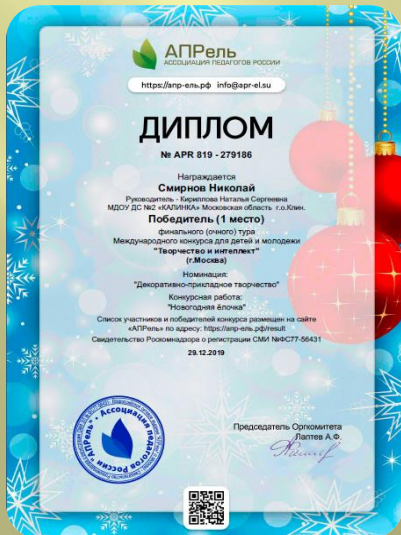 АПРель
АССОЦИАЦИЯ ПЕДАГОГОВ РОССИИ
https://апр-ель.рф info@apr-el.su
ДИПЛОМ
№ APR 819 - 279186
Награждается
Смирнов Николай
Руководитель - Кириллова Наталья Сергеевна
МДОУ ДС №2 «КАЛИНКА» Московская область г.о.Клин.
Победитель (1 место)
финального (очного) тура
Международного конкурса для детей и молодежи
"Творчество и интеллект"
(г.Москва)
Номинация:
"Декоративно-прикладное творчество"
Конкурсная работа:
"Новогодняя ёлочка"
Список участников и победителей конкурса размещен на сайте
«АПРель» по адресу: https://апр-ель.рф/result
Свидетельство Роскомнадзора о регистрации СМИ №ФС77-56431
29.12.2019
Председатель Оргкомитета
Лаптев А.Ф.
Ассоциация педагогов России «АПРель»